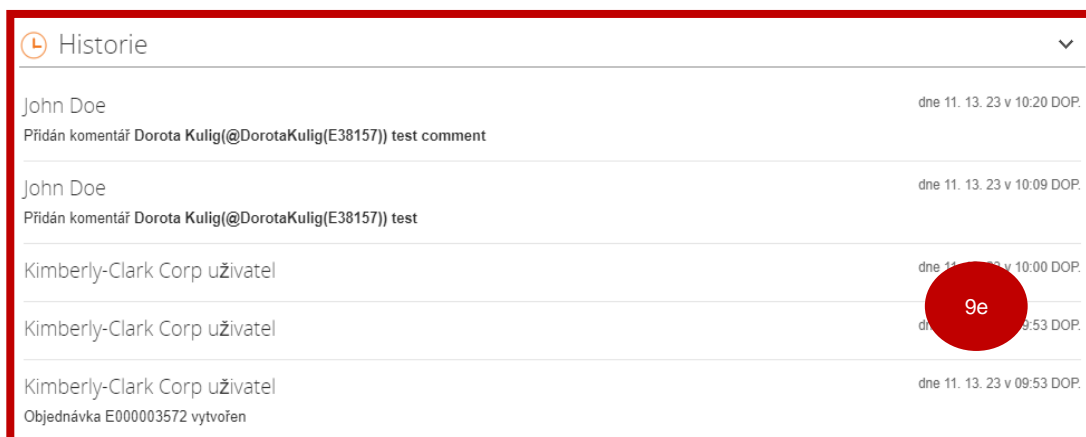 Historie
John Doe
dne 11. 13. 23 v 10:20 DOP.
Přidán komentář Dorota Kulig(@DorotaKulig(E38157)) test comment
John Doe
dne 11. 13. 23 v 10:09 DOP.
Přidán komentář Dorota Kulig(@DorotaKulig(E38157)) test
Kimberly-Clark Corp uživatel
dne v 10:00 DOP.
9e
Kimberly-Clark Corp uživatel
:53 DOP.
Kimberly-Clark Corp uživatel
dne 11. 13. 23 v 09:53 DOP.
Objednávka E000003572 vytvořen